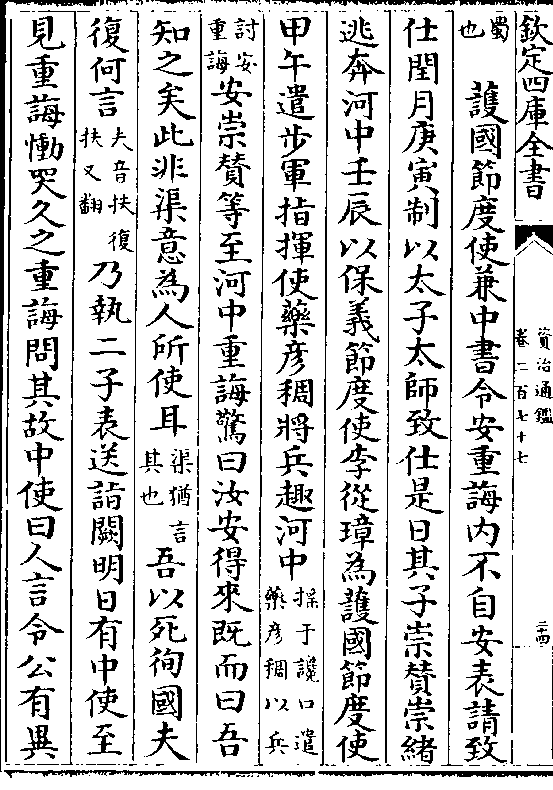 欽定四庫全書
資治通鑑
卷二百七十七
二十四
蜀
也
護國節度使兼中書令安重誨内不自安表請致
仕閏月庚寅制以太子太師致仕是日其子崇賛崇緒
逃奔河中壬辰以保義節度使李從璋為護國節度使
甲午遣步軍指揮使藥彦稠將兵趣河中
揺于讒口遣
藥彦稠以兵
討安
重誨
安崇賛等至河中重誨驚曰汝安得來既而曰吾
知之矣此非渠意為人所使耳
渠猶言
其也
吾以死徇國夫
復何言
夫音扶復
扶又翻
乃執二子表送詣闕明日有中使至
見重誨慟哭久之重誨問其故中使曰人言令公有異